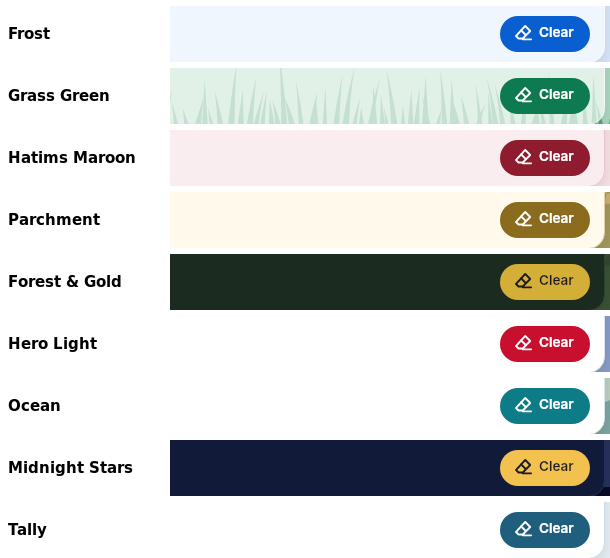 Frost Clear
Grass Green Clear
Hatims Maroon Clear
Parchment Clear
Forest & Gold Clear
Hero Light Clear
Ocean Clear
Midnight Stars Clear
Tally Clear